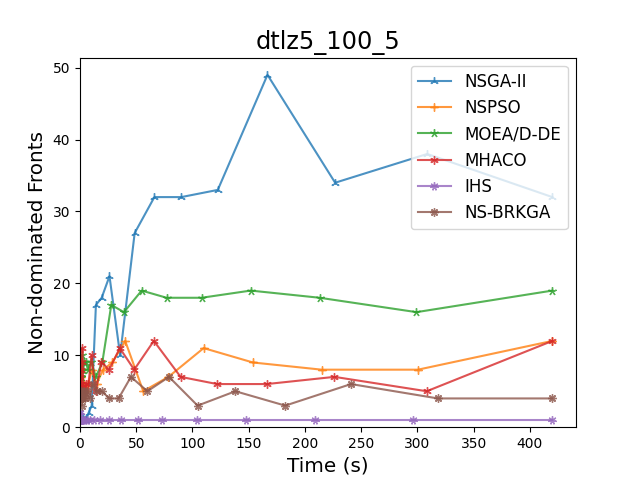 dtlz5_100_5
50
40
30
20
10
0
Non-dominated Fronts
NSGA-II
NSPSO
MOEA/D-DE
MHACO
IHS
NS-BRKGA
0 50 100 150 200 250 300 350 400
Time (s)